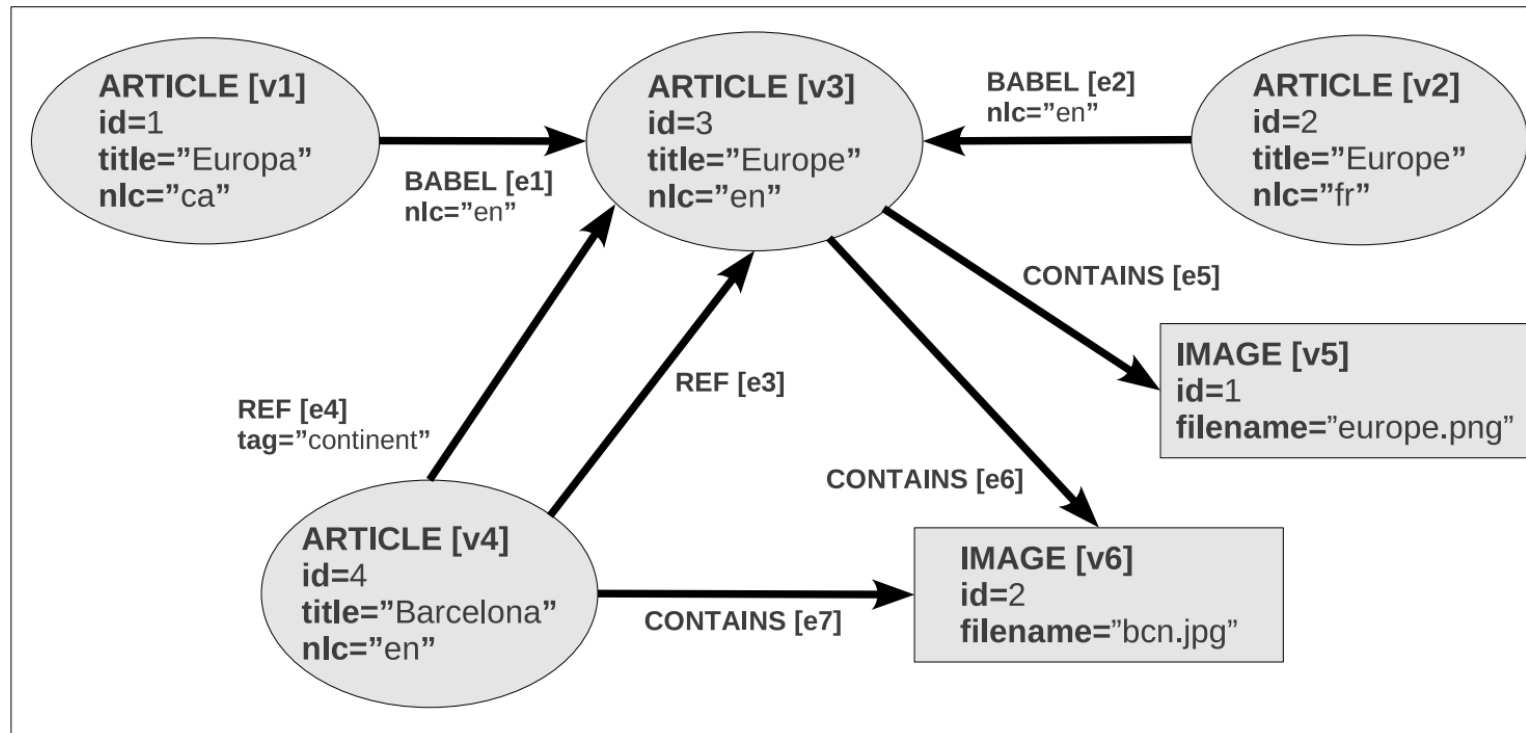 ARTICLE [v1]
id=1
title=”Europa”
nlc=”ca”
BABEL [e1]
nlc=”en”
ARTICLE [v3]
id=3
title=”Europe”
nlc=”en”
BABEL [e2]
nlc=”en”
ARTICLE [v2]
id=2
title=”Europe”
nlc=”fr”
CONTAINS [e5]
IMAGE [v5]
id=1
filename=”europe.png”
REF [e3]
REF [e4]
tag=”continent”
CONTAINS [e6]
ARTICLE [v4]
id=4
title=”Barcelona”
nlc=”en”
CONTAINS [e7]
IMAGE [v6]
id=2
filename=”bcn.jpg”